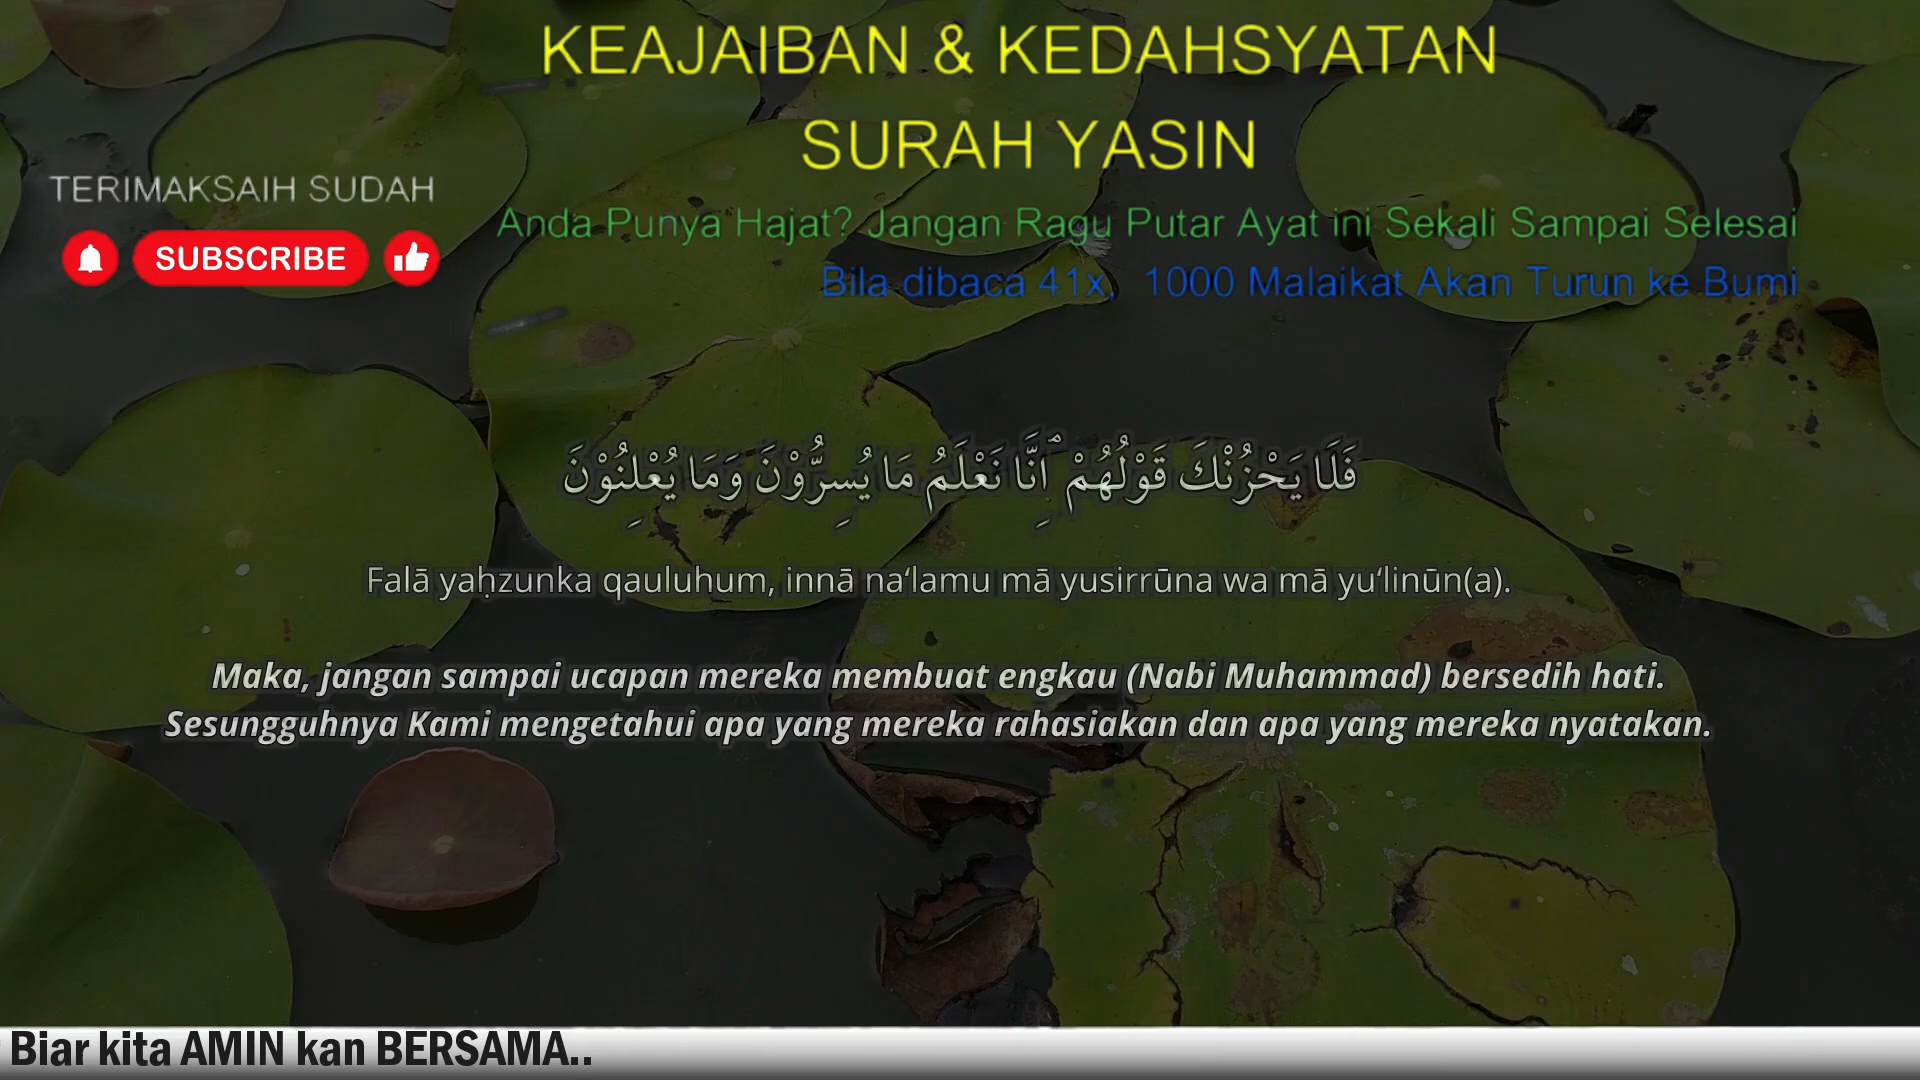 KEAJAIBAN & KEDAHSYATAN
SURAH YASIN
TERIMAKSAIH SUDAH
SUBSCRIBE
Anda Punya Hajat? Jangan Ragu Putar Ayat ini Sekali Sampai Selesai
Bila dibaca 41x, 1000 Malaikat Akan Turun ke Bumi
فَلَا يَحْزُنْكَ قَوْلُهُمْ ۘاِنَّا نَعْلَمُ مَا يُسِرُّوْنَ وَمَا يُعْلِنُوْنَ
Falā yaḥzunka qauluhum, innā na‘lamu mā yusirrūna wa mā yu‘linūn(a).
Maka, jangan sampai ucapan mereka membuat engkau (Nabi Muhammad) bersedih hati.
Sesungguhnya Kami mengetahui apa yang mereka rahasiakan dan apa yang mereka nyatakan.
Biar kita AMIN kan BERSAMA..